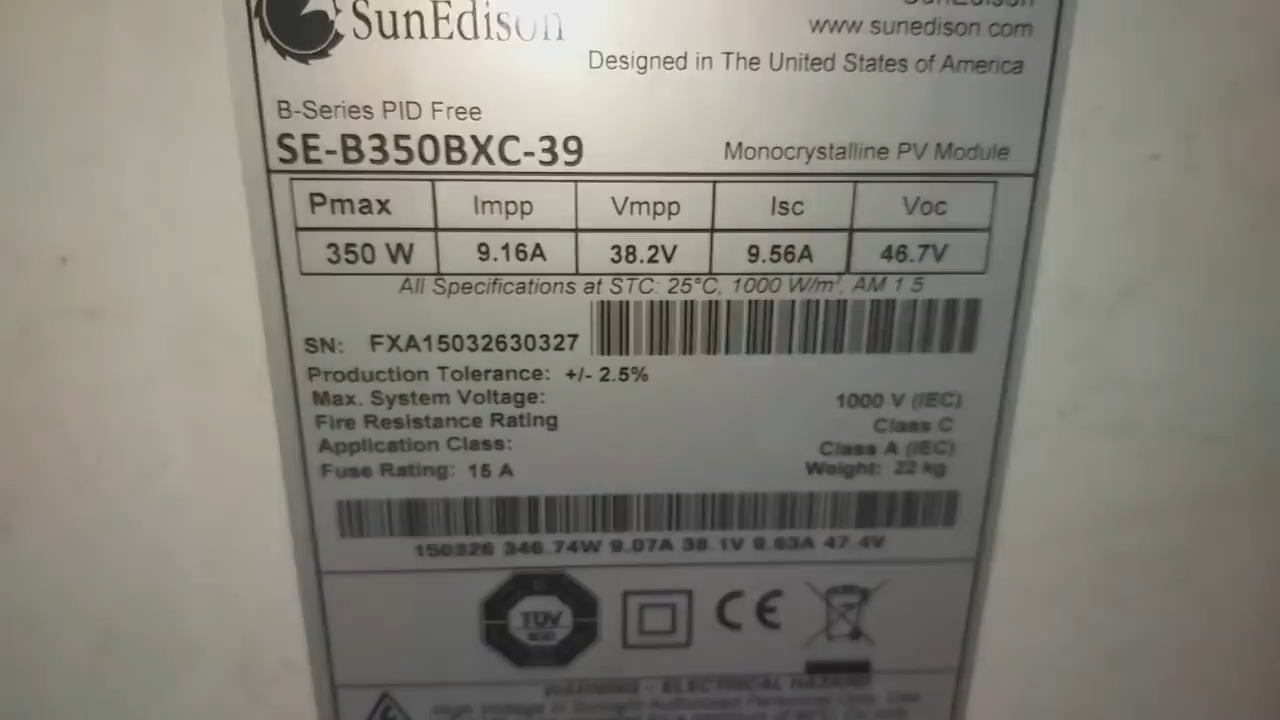 SunEdison
SunEdison
www.sunedison.com
Designed in The United States of America
B-Series PID Free
SE-B350BXC-39
Monocrystalline PV Module
Pmax Impp Vmpp Isc Voc
350 W 9.16A 38.2V 9.56A 46.7V
All Specifications at STC: 25°C, 1000 W/m², AM 1.5
SN: FXA15032630327
Production Tolerance: +/- 2.5%
Max. System Voltage: 1000 V (IEC)
Fire Resistance Rating Class C
Application Class: Class A (IEC)
Fuse Rating: 15 A Weight: 22 kg
150326 346.74W 9.07A 38.1V 9.63A 47.4V
TÜV
CE
WARNING - ELECTRICAL HAZARD